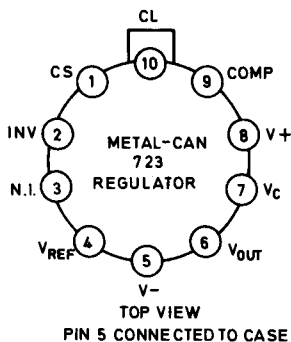 CL
10
CS 1
9 COMP
INV 2
8 V+
METAL-CAN
723
REGULATOR
N.I. 3
7 VC
VREF 4
6 VOUT
5
V-
TOP VIEW
PIN 5 CONNECTED TO CASE